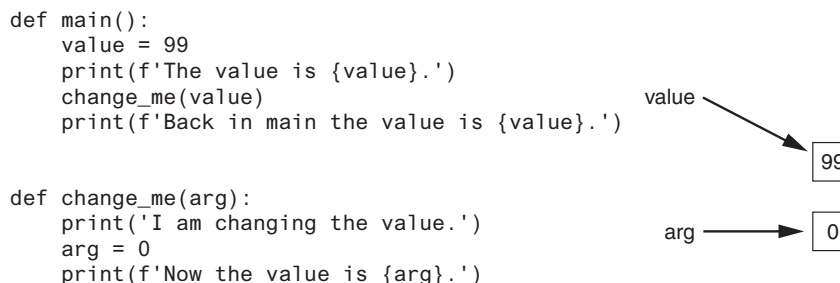 def main():
    value = 99
    print(f'The value is {value}.')
    change_me(value)
    print(f'Back in main the value is {value}.')
value
99
def change_me(arg):
    print('I am changing the value.')
    arg = 0
    print(f'Now the value is {arg}.')
arg
0